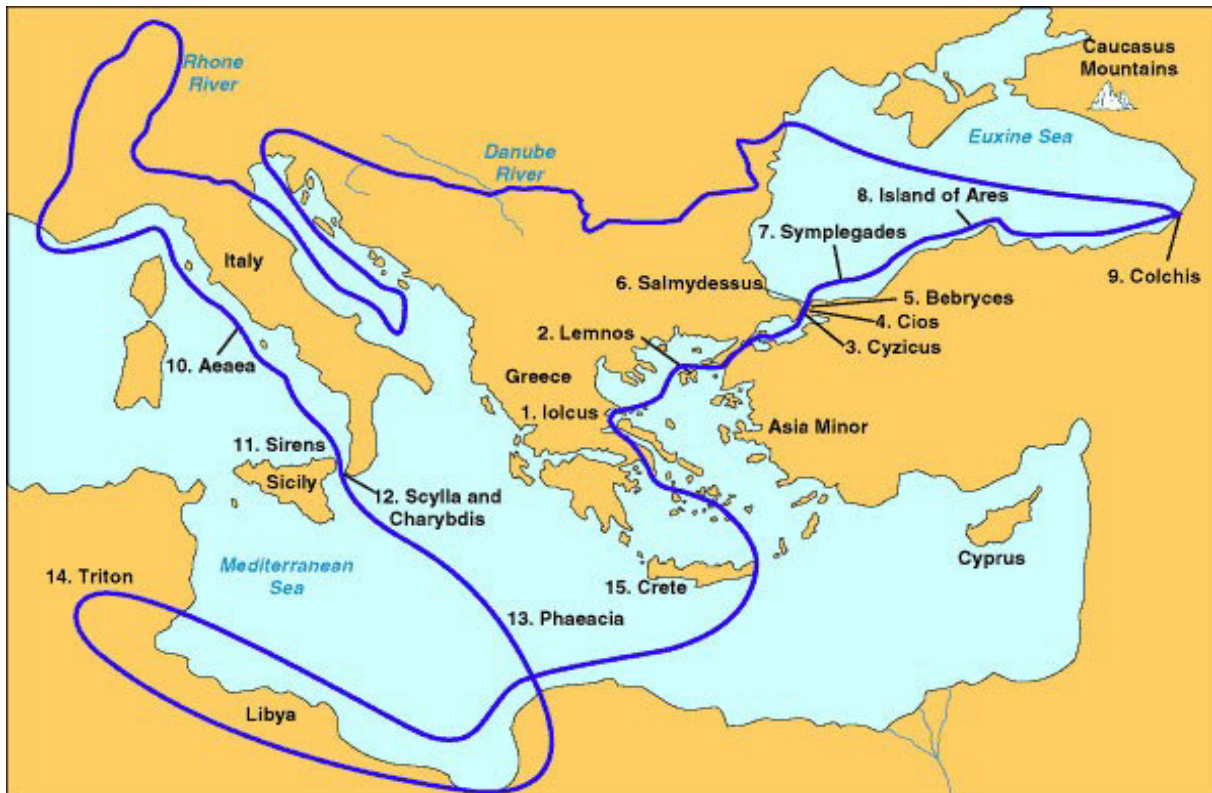 Rhone
River
Caucasus
Mountains
Danube
River
Euxine Sea
8. Island of Ares
7. Symplegades
Italy
6. Salmydessus
9. Colchis
5. Bebryces
4. Cios
2. Lemnos
3. Cyzicus
10. Aeaea
Greece
1. Iolcus
Asia Minor
11. Sirens
Sicily
12. Scylla and
Charybdis
Cyprus
Mediterranean
Sea
14. Triton
15. Crete
13. Phaeacia
Libya